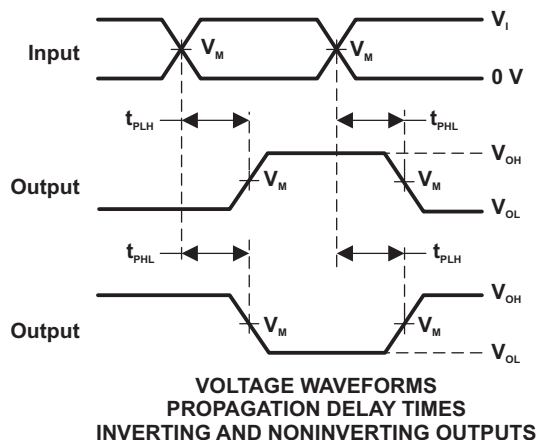 Input
V_M
V_M
V_I
0 V
t_PLH
t_PHL
Output
V_M
V_M
V_OH
V_OL
t_PHL
t_PLH
Output
V_M
V_M
V_OH
V_OL
VOLTAGE WAVEFORMS
PROPAGATION DELAY TIMES
INVERTING AND NONINVERTING OUTPUTS